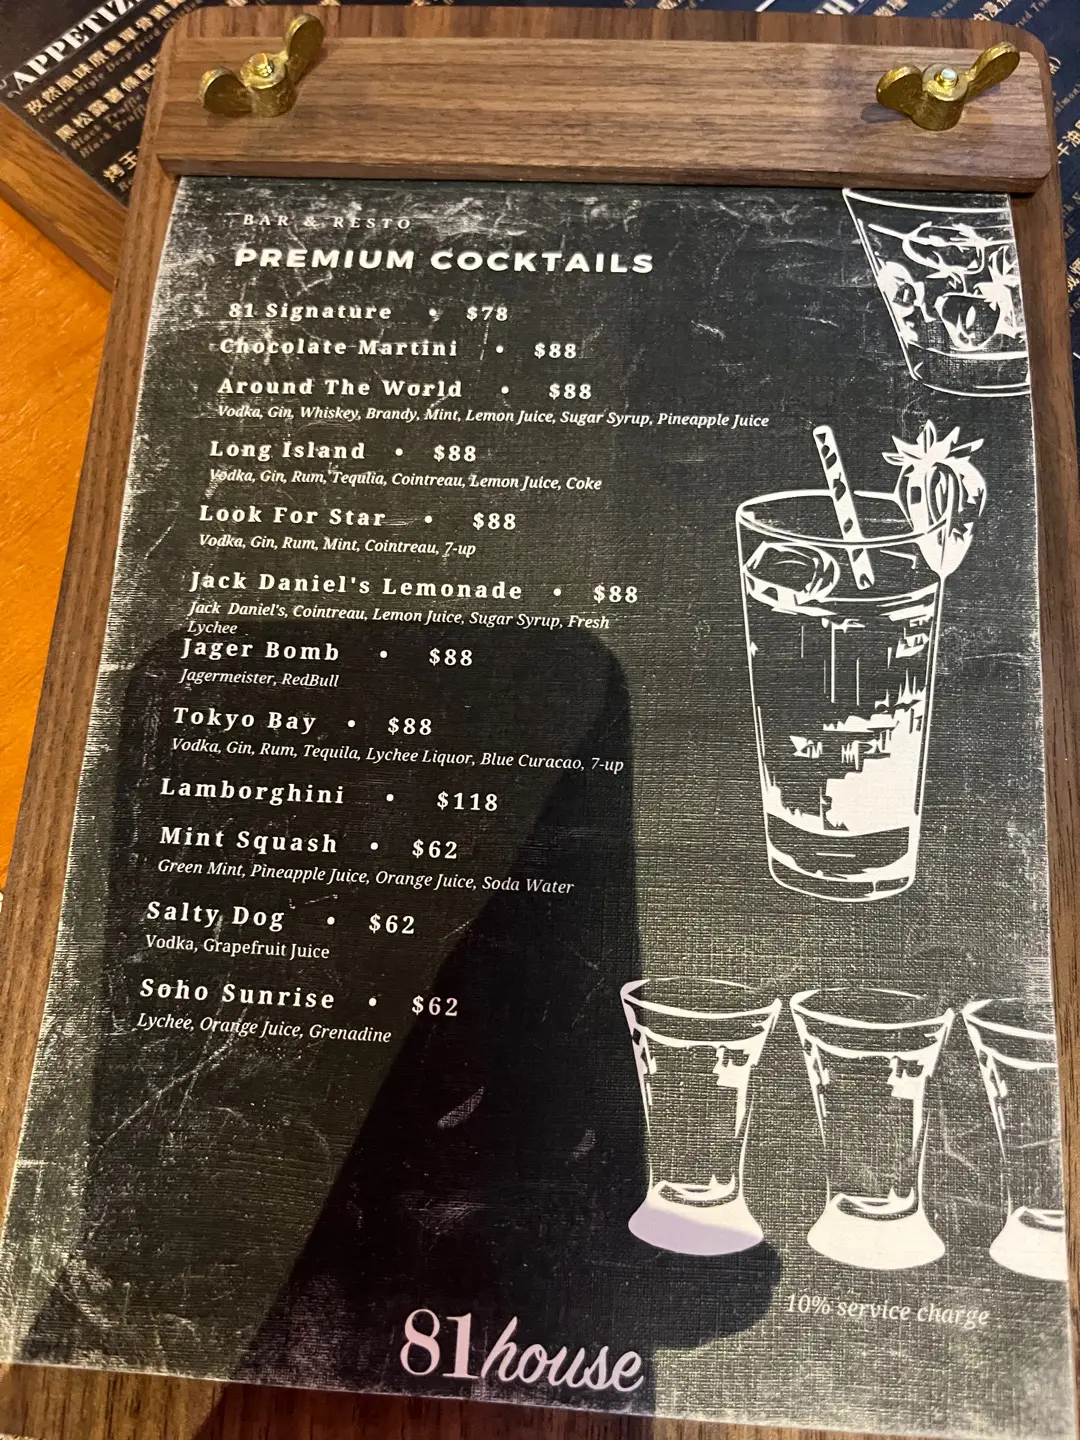 APPETIZ
BAR & RESTO
PREMIUM COCKTAILS
81 Signature • $78
Chocolate Martini • $88
Around The World • $88
Vodka, Gin, Whiskey, Brandy, Mint, Lemon Juice, Sugar Syrup, Pineapple Juice
Long Island • $88
Vodka, Gin, Rum, Tequlia, Cointreau, Lemon Juice, Coke
Look For Star • $88
Vodka, Gin, Rum, Mint, Cointreau, 7-up
Jack Daniel's Lemonade • $88
Jack Daniel's, Cointreau, Lemon Juice, Sugar Syrup, Fresh
Lychee
Jager Bomb • $88
Jagermeister, RedBull
Tokyo Bay • $88
Vodka, Gin, Rum, Tequila, Lychee Liquor, Blue Curacao, 7-up
Lamborghini • $118
Mint Squash • $62
Green Mint, Pineapple Juice, Orange Juice, Soda Water
Salty Dog • $62
Vodka, Grapefruit Juice
Soho Sunrise • $62
Lychee, Orange Juice, Grenadine
10% service charge
81house